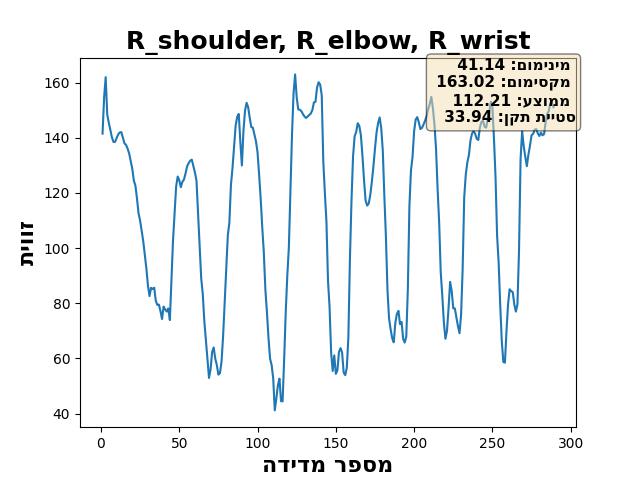 R_shoulder, R_elbow, R_wrist
מינימום: 41.14
מקסימום: 163.02
ממוצע: 112.21
סטיית תקן: 33.94
זווית
160
140
120
100
80
60
40
0 50 100 150 200 250 300
מספר מדידה